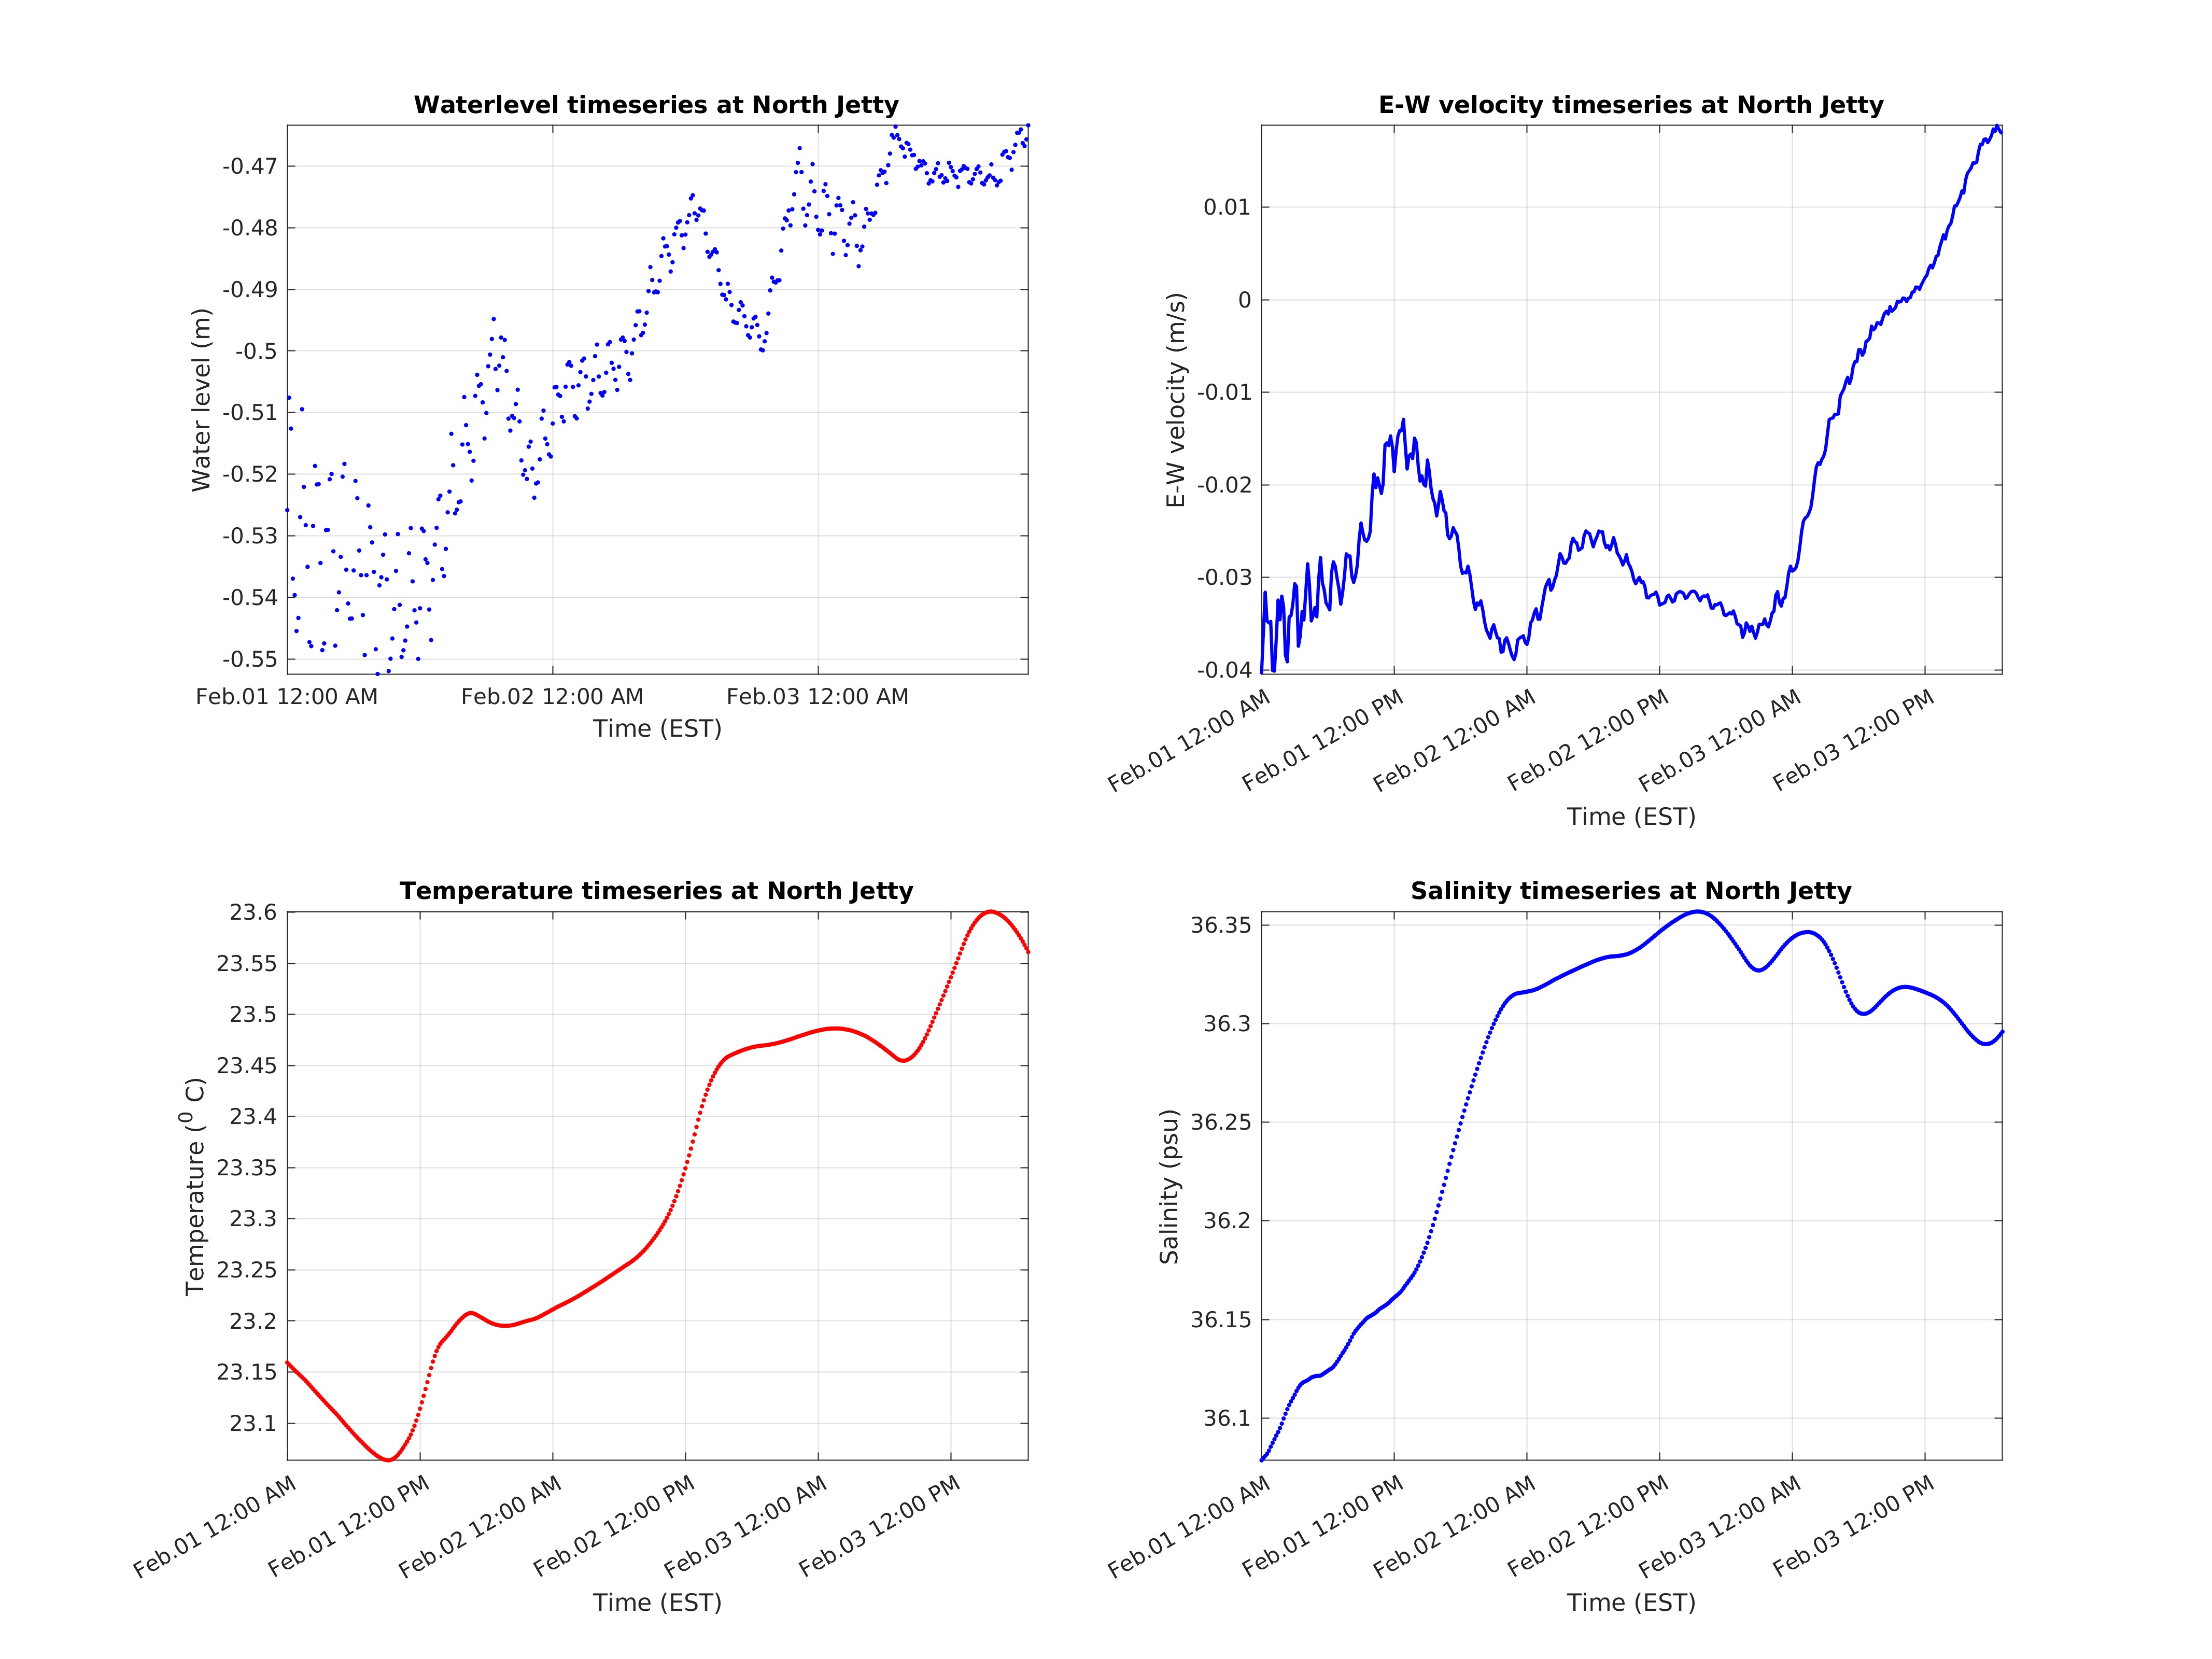 Waterlevel timeseries at North Jetty
Water level (m)
-0.47
-0.48
-0.49
-0.5
-0.51
-0.52
-0.53
-0.54
-0.55
Feb.01 12:00 AM
Feb.02 12:00 AM
Feb.03 12:00 AM
Time (EST)
E-W velocity timeseries at North Jetty
E-W velocity (m/s)
0.01
0
-0.01
-0.02
-0.03
-0.04
Feb.01 12:00 AM
Feb.01 12:00 PM
Feb.02 12:00 AM
Feb.02 12:00 PM
Feb.03 12:00 AM
Feb.03 12:00 PM
Time (EST)
Temperature timeseries at North Jetty
Temperature (⁰ C)
23.6
23.55
23.5
23.45
23.4
23.35
23.3
23.25
23.2
23.15
23.1
Feb.01 12:00 AM
Feb.01 12:00 PM
Feb.02 12:00 AM
Feb.02 12:00 PM
Feb.03 12:00 AM
Feb.03 12:00 PM
Time (EST)
Salinity timeseries at North Jetty
Salinity (psu)
36.35
36.3
36.25
36.2
36.15
36.1
Feb.01 12:00 AM
Feb.01 12:00 PM
Feb.02 12:00 AM
Feb.02 12:00 PM
Feb.03 12:00 AM
Feb.03 12:00 PM
Time (EST)